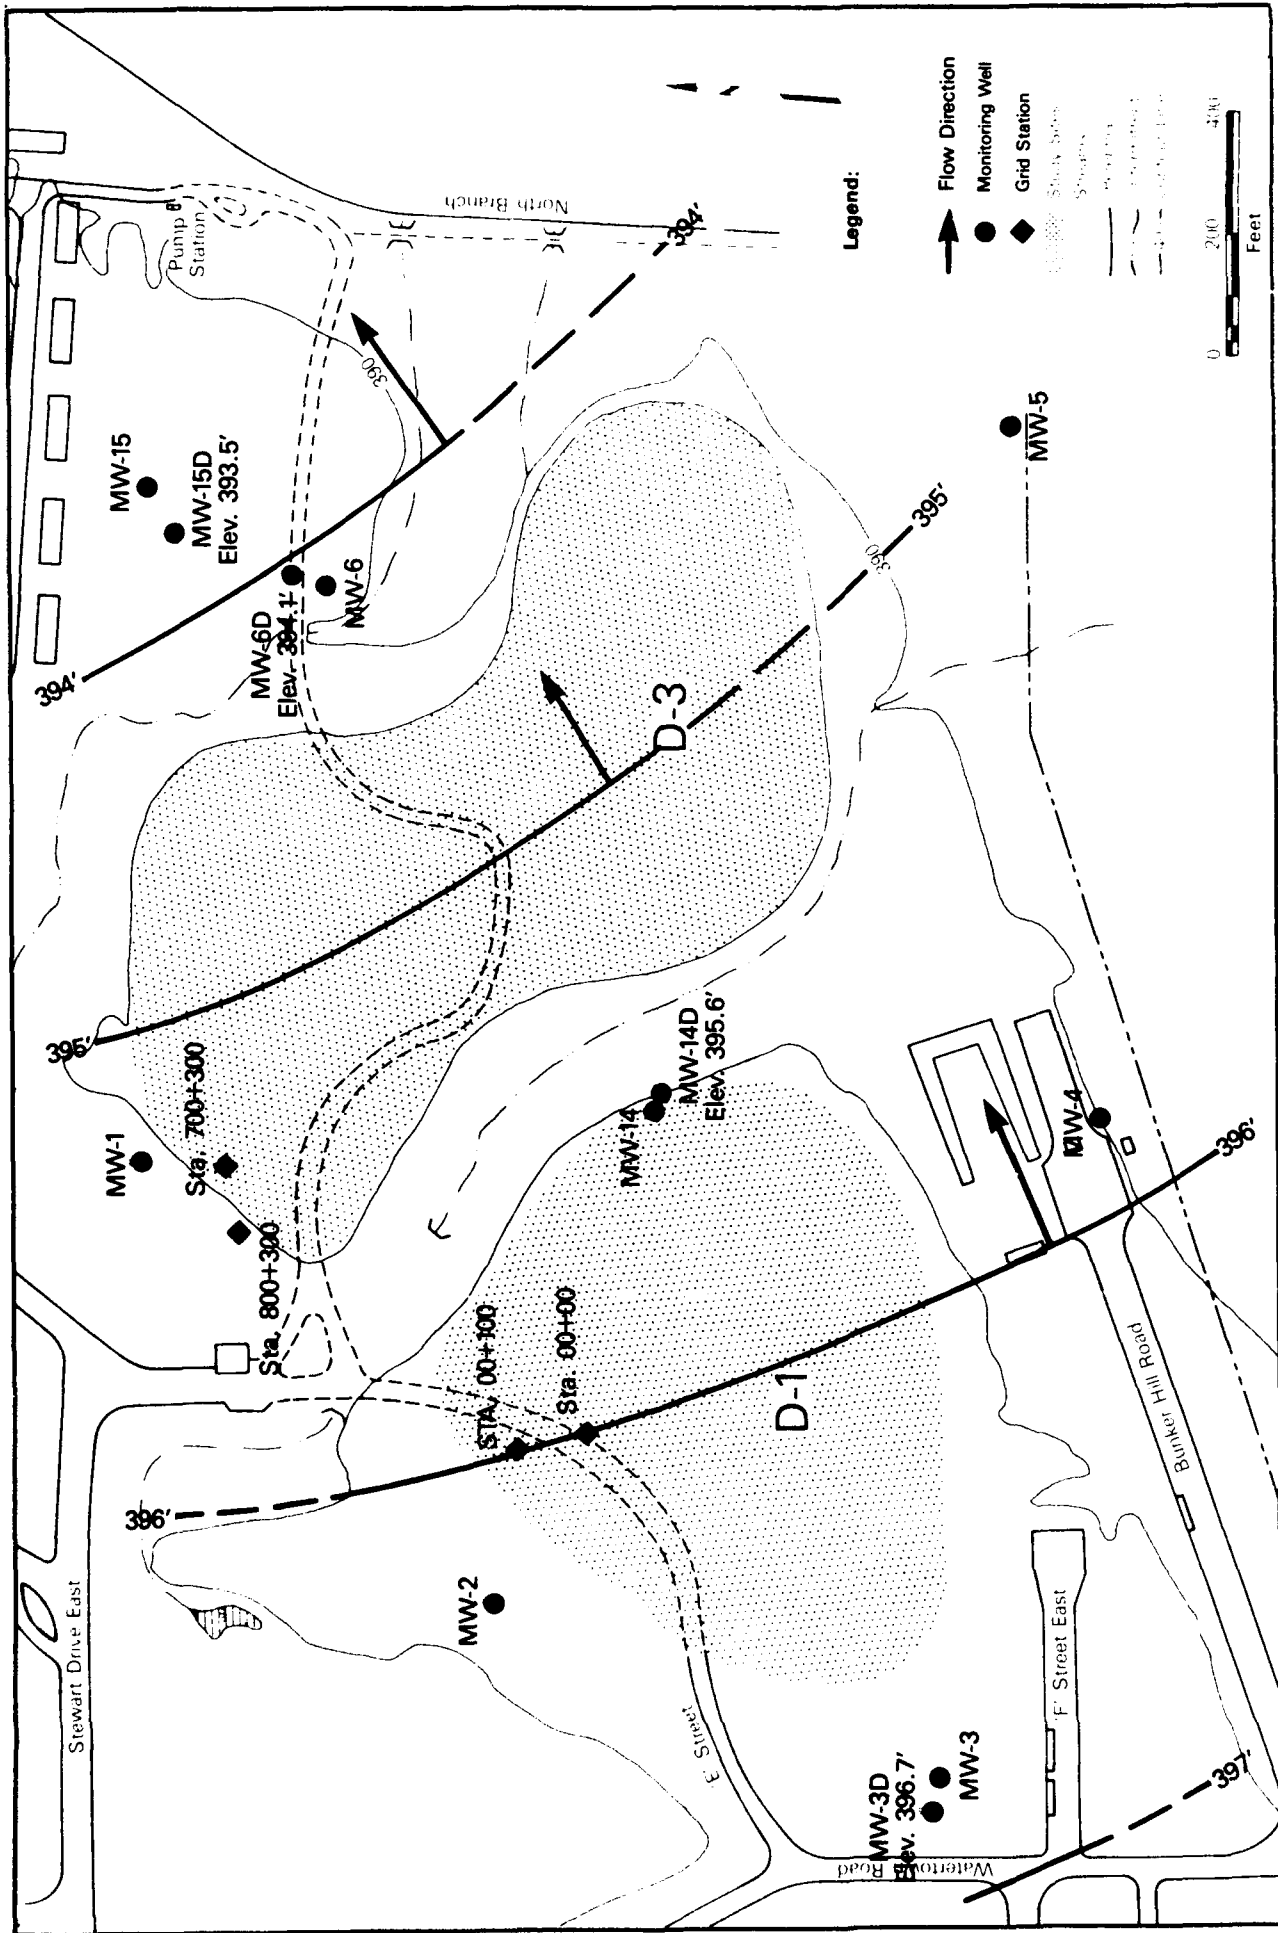 Stewart Drive East
396'
MW-2
MW-1
Sta. 700+300
Sta. 800+300
STA. 00+100
Sta. 00+00
395'
394'
MW-15
MW-15D
Elev. 393.5'
Pump
Station
MW-6D
Elev. 394.1'
MW-6
390
North Branch
394'
D-3
MW-14
MW-14D
Elev. 395.6'
D-1
'E' Street
MW-3D
Elev. 396.7'
MW-3
Watertown
Road
'F' Street East
397'
Bunker Hill Road
MW-4
396'
390
395'
MW-5
Legend:
Flow Direction
Monitoring Well
Grid Station
0 200 400
Feet